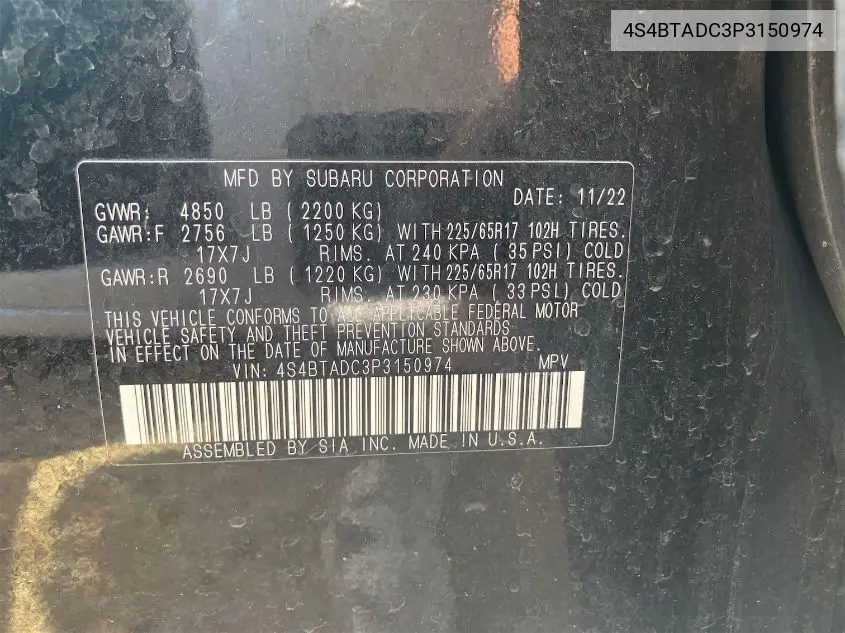 4S4BTADC3P3150974
MFD BY SUBARU CORPORATION
DATE: 11/22
GVWR: 4850 LB ( 2200 KG)
GAWR:F 2756 LB ( 1250 KG) WITH 225/65R17 102H TIRES.
17X7J RIMS. AT 240 KPA ( 35 PSI) COLD
GAWR:R 2690 LB ( 1220 KG) WITH 225/65R17 102H TIRES.
17X7J RIMS. AT 230 KPA ( 33 PSI) COLD
THIS VEHICLE CONFORMS TO ALL APPLICABLE FEDERAL MOTOR
VEHICLE SAFETY AND THEFT PREVENTION STANDARDS
IN EFFECT ON THE DATE OF MANUFACTURE SHOWN ABOVE.
VIN: 4S4BTADC3P3150974 MPV
ASSEMBLED BY SIA INC. MADE IN U.S.A.